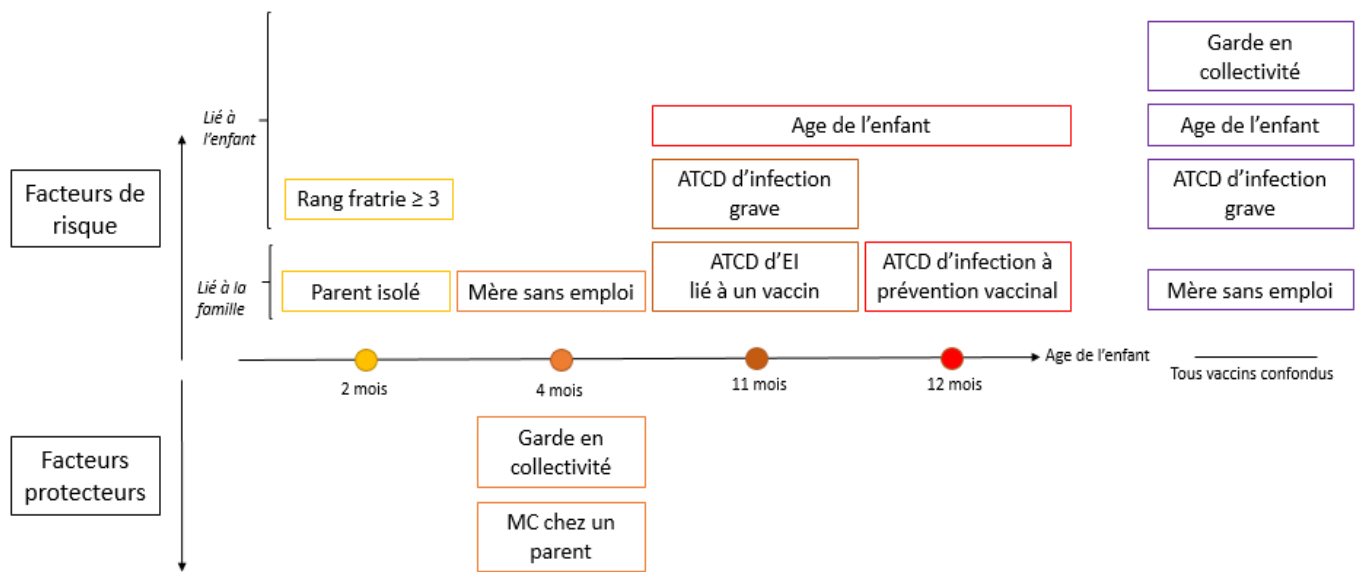 Garde en
collectivité
Lié à
l'enfant
Age de l'enfant
Age de l'enfant
Facteurs de
risque
Rang fratrie ≥ 3
ATCD d'infection
grave
ATCD d'infection
grave
Lié à la
famille
Parent isolé
Mère sans emploi
ATCD d'EI
lié à un vaccin
ATCD d'infection à
prévention vaccinal
Mère sans emploi
Age de l'enfant
2 mois
4 mois
11 mois
12 mois
Tous vaccins confondus
Facteurs
protecteurs
Garde en
collectivité
MC chez un
parent